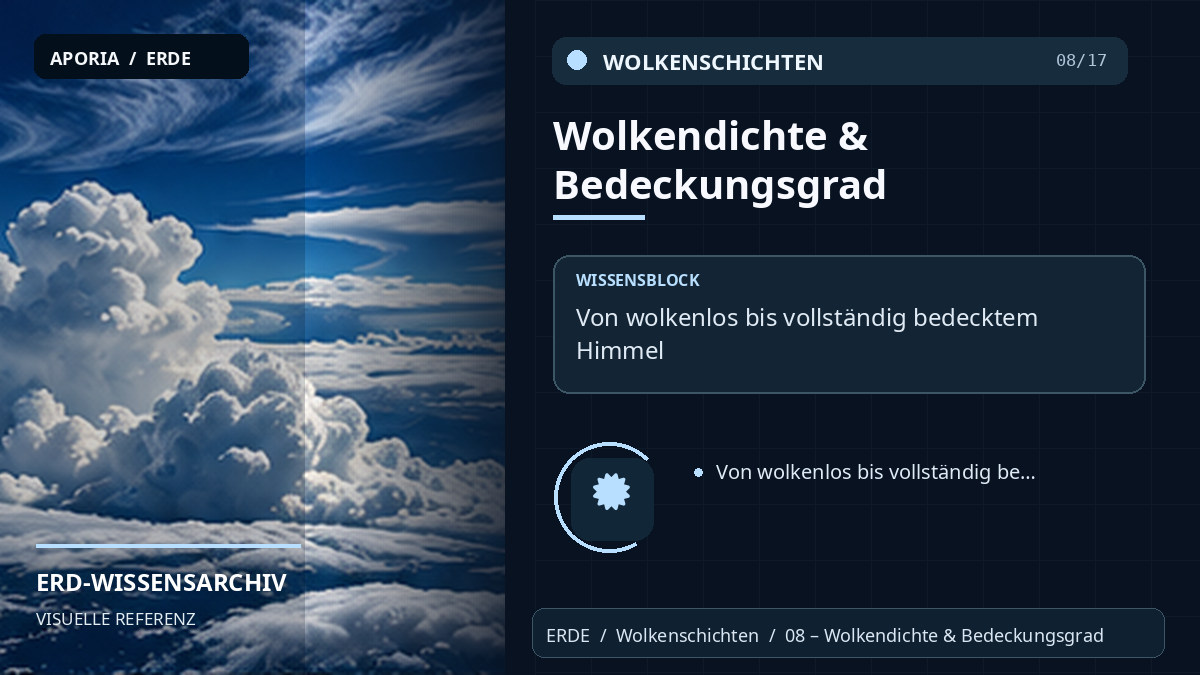 APORIA / ERDE
ERD-WISSENSARCHIV
VISUELLE REFERENZ
WOLKENSCHICHTEN 08/17
Wolkendichte &
Bedeckungsgrad
WISSENSBLOCK
Von wolkenlos bis vollständig bedecktem
Himmel
Von wolkenlos bis vollständig be...
ERDE / Wolkenschichten / 08 – Wolkendichte & Bedeckungsgrad